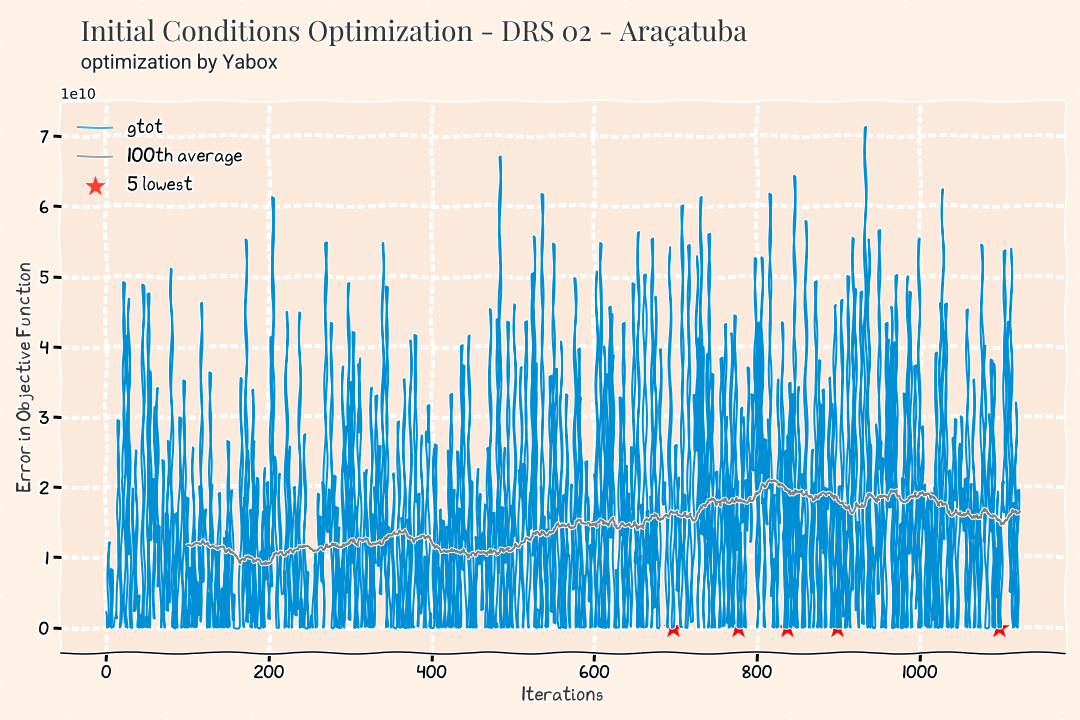 Initial Conditions Optimization - DRS 02 - Araçatuba
optimization by Yabox
1e10
gtot
100th average
5 lowest
7
6
5
4
3
2
1
0
Error in Objective Function
0 200 400 600 800 1000
Iterations